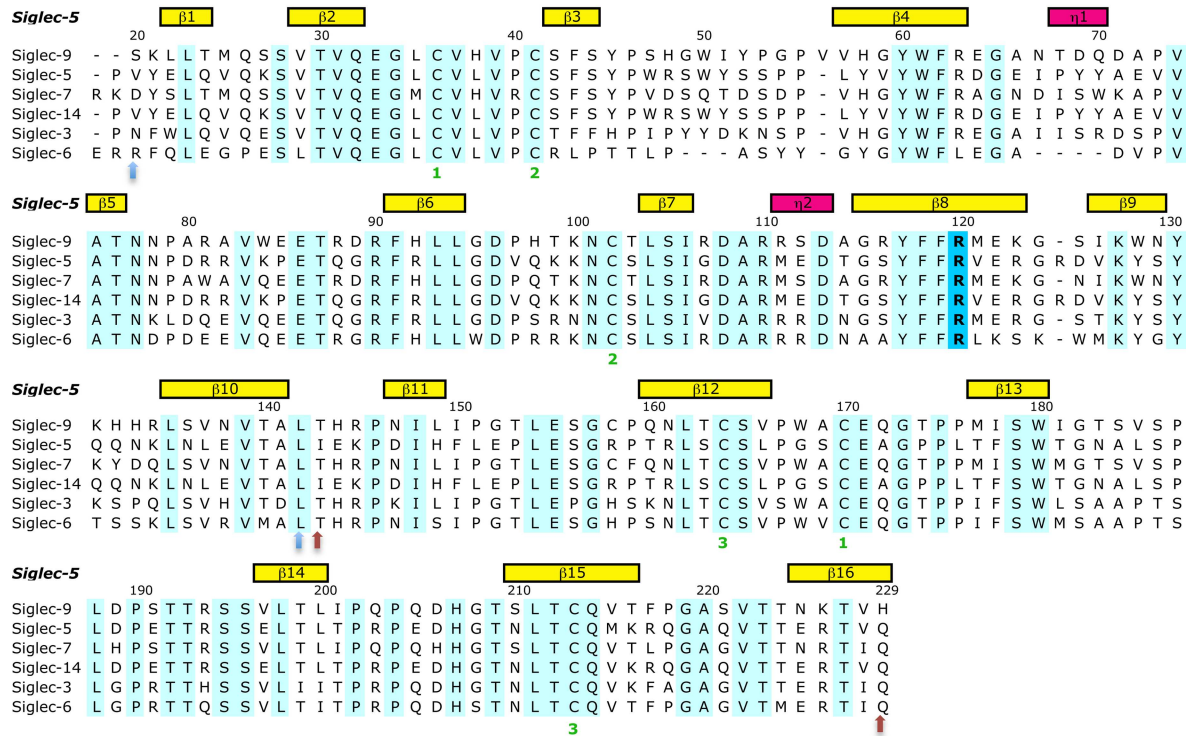 Siglec-5 β1 β2 β3 β4 η1
20 30 40 50 60 70
Siglec-9 - - S K L L T M Q S S V T V Q E G L C V H V P C S F S Y P S H G W I Y P G P V V H G Y W F R E G A N T D Q D A P V
Siglec-5 - P V Y E L Q V Q K S V T V Q E G L C V L V P C S F S Y P W R S W Y S S P P - L Y V Y W F R D G E I P Y Y A E V V
Siglec-7 R K D Y S L T M Q S S V T V Q E G M C V H V R C S F S Y P V D S Q T D S D P - V H G Y W F R A G N D I S W K A P V
Siglec-14 - P V Y E L Q V Q K S V T V Q E G L C V L V P C S F S Y P W R S W Y S S P P - L Y V Y W F R D G E I P Y Y A E V V
Siglec-3 - P N F W L Q V Q E S V T V Q E G L C V L V P C T F F H P I P Y Y D K N S P - V H G Y W F R E G A I I S R D S P V
Siglec-6 E R R F Q L E G P E S L T V Q E G L C V L V P C R L P T T L P - - - A S Y Y - G Y G Y W F L E G A - - - - D V P V
1 2
Siglec-5 β5 β6 β7 η2 β8 β9
80 90 100 110 120 130
Siglec-9 A T N N P A R A V W E E T R D R F H L L G D P H T K N C T L S I R D A R R S D A G R Y F F R M E K G - S I K W N Y
Siglec-5 A T N N P D R R V K P E T Q G R F R L L G D V Q K K N C S L S I G D A R M E D T G S Y F F R V E R G R D V K Y S Y
Siglec-7 A T N N P A W A V Q E E T R D R F H L L G D P Q T K N C T L S I R D A R M S D A G R Y F F R M E K G - N I K W N Y
Siglec-14 A T N N P D R R V K P E T Q G R F R L L G D V Q K K N C S L S I G D A R M E D T G S Y F F R V E R G R D V K Y S Y
Siglec-3 A T N K L D Q E V Q E E T Q G R F R L L G D P S R N N C S L S I V D A R R R D N G S Y F F R M E R G - S T K Y S Y
Siglec-6 A T N D P D E E V Q E E T R G R F H L L W D P R R K N C S L S I R D A R R R D N A A Y F F R L K S K - W M K Y G Y
2
Siglec-5 β10 β11 β12 β13
140 150 160 170 180
Siglec-9 K H H R L S V N V T A L T H R P N I L I P G T L E S G C P Q N L T C S V P W A C E Q G T P P M I S W I G T S V S P
Siglec-5 Q Q N K L N L E V T A L I E K P D I H F L E P L E S G R P T R L S C S L P G S C E A G P P L T F S W T G N A L S P
Siglec-7 K Y D Q L S V N V T A L T H R P N I L I P G T L E S G C F Q N L T C S V P W A C E Q G T P P M I S W M G T S V S P
Siglec-14 Q Q N K L N L E V T A L I E K P D I H F L E P L E S G R P T R L S C S L P G S C E A G P P L T F S W T G N A L S P
Siglec-3 K S P Q L S V H V T D L T H R P K I L I P G T L E P G H S K N L T C S V S W A C E Q G T P P I F S W L S A A P T S
Siglec-6 T S S K L S V R V M A L T H R P N I S I P G T L E S G H P S N L T C S V P W V C E Q G T P P I F S W M S A A P T S
3 1
Siglec-5 β14 β15 β16
190 200 210 220 229
Siglec-9 L D P S T T R S S V L T L I P Q P Q D H G T S L T C Q V T F P G A S V T T N K T V H
Siglec-5 L D P E T T R S S E L T L T P R P E D H G T N L T C Q M K R Q G A Q V T T E R T V Q
Siglec-7 L H P S T T R S S V L T L I P Q P Q H H G T S L T C Q V T L P G A G V T T N R T I Q
Siglec-14 L D P E T T R S S E L T L T P R P E D H G T N L T C Q V K R Q G A Q V T T E R T V Q
Siglec-3 L G P R T T H S S V L I I T P R P Q D H G T N L T C Q V K F A G A G V T T E R T I Q
Siglec-6 L G P R T T Q S S V L T I T P R P Q D H S T N L T C Q V T F P G A G V T M E R T I Q
3